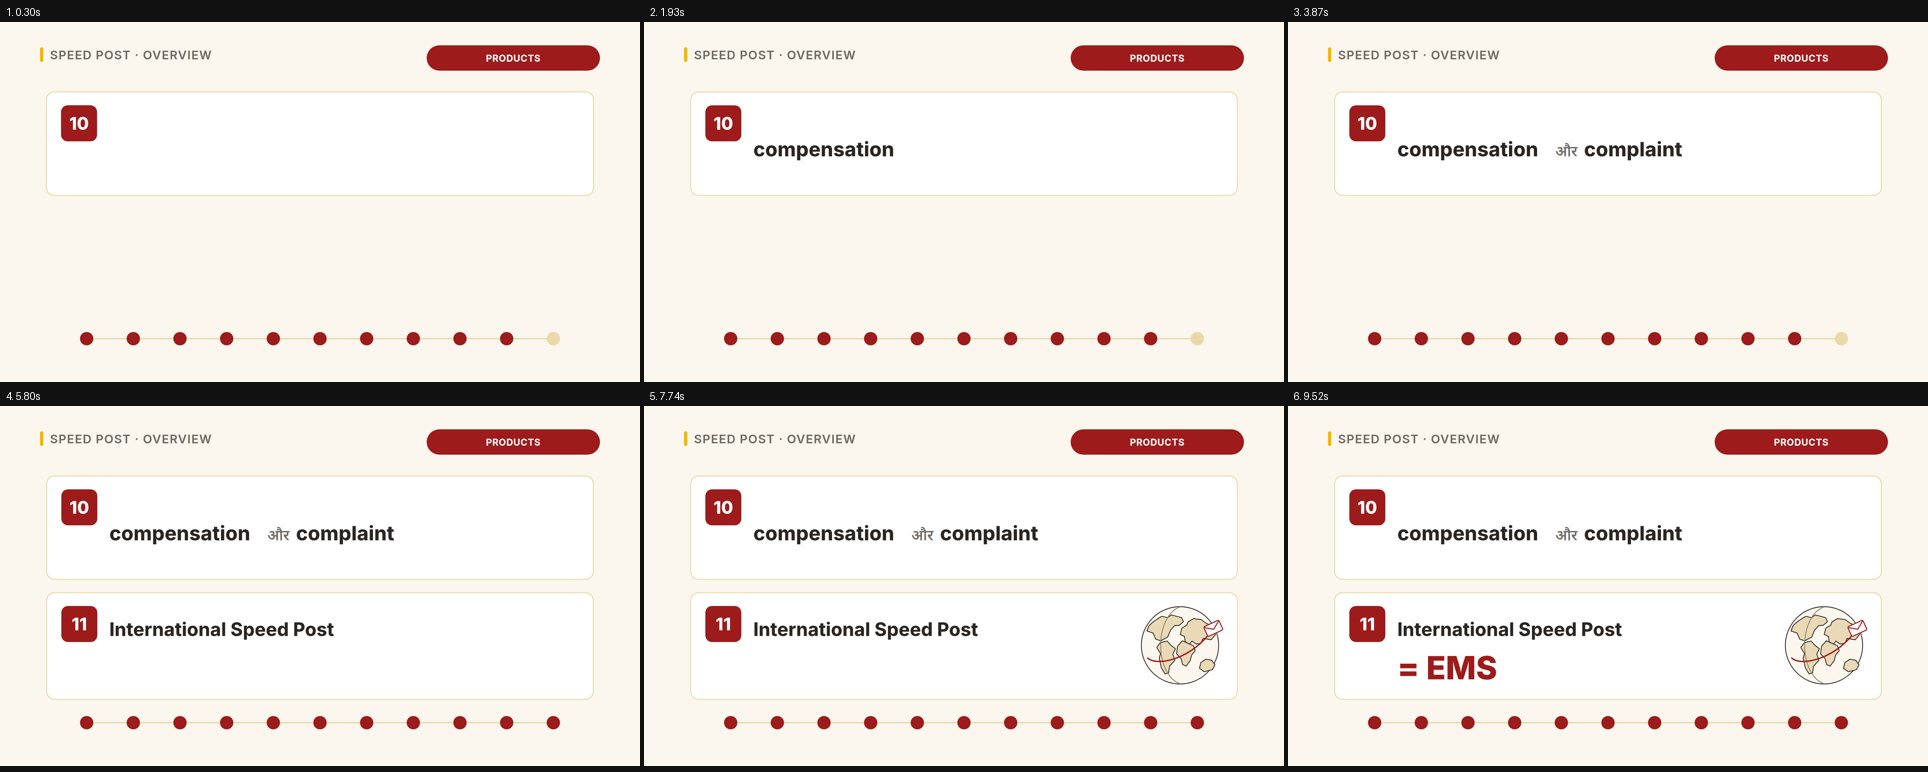 1. 0.30s
SPEED POST · OVERVIEW
PRODUCTS
10
2. 1.93s
SPEED POST · OVERVIEW
PRODUCTS
10
compensation
3. 3.87s
SPEED POST · OVERVIEW
PRODUCTS
10
compensation और complaint
4. 5.80s
SPEED POST · OVERVIEW
PRODUCTS
10
compensation और complaint
11 International Speed Post
5. 7.74s
SPEED POST · OVERVIEW
PRODUCTS
10
compensation और complaint
11 International Speed Post
6. 9.52s
SPEED POST · OVERVIEW
PRODUCTS
10
compensation और complaint
11 International Speed Post
= EMS